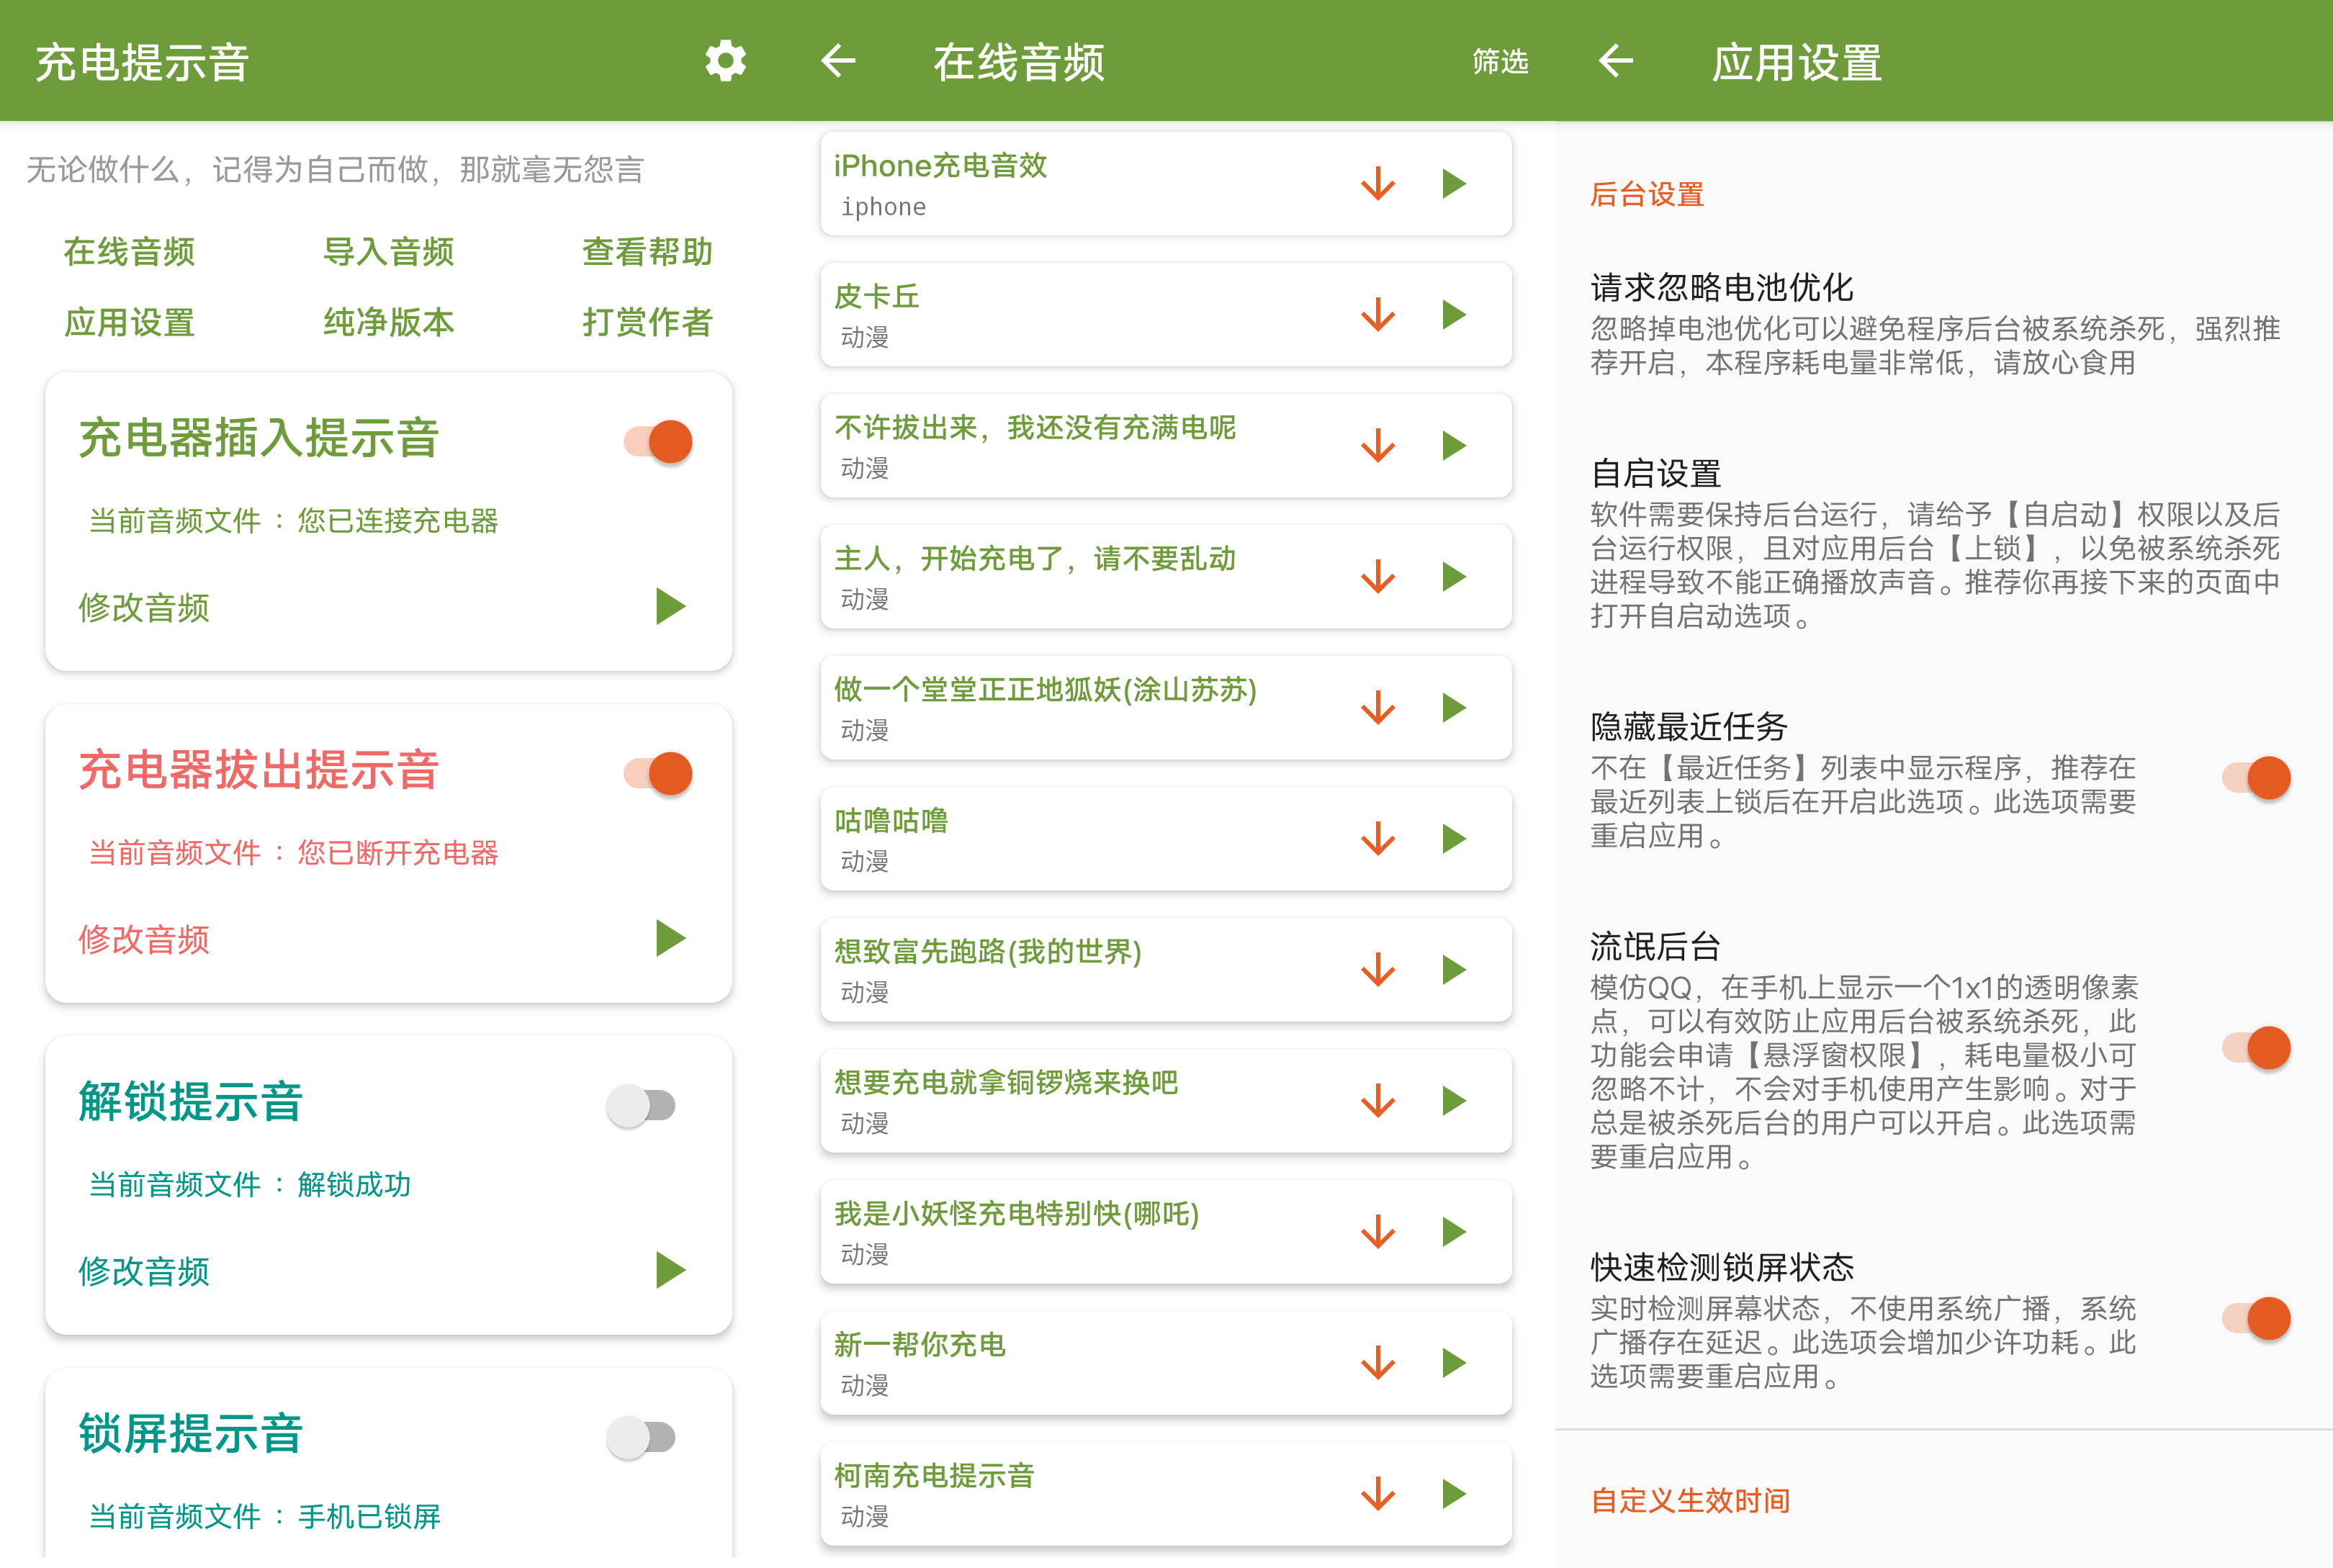 充电提示音
无论做什么，记得为自己而做，那就毫无怨言
在线音频
导入音频
查看帮助
应用设置
纯净版本
打赏作者
充电器插入提示音
当前音频文件 : 您已连接充电器
修改音频
充电器拔出提示音
当前音频文件 : 您已断开充电器
修改音频
解锁提示音
当前音频文件 : 解锁成功
修改音频
锁屏提示音
当前音频文件 : 手机已锁屏
在线音频
筛选
iPhone充电音效
iphone
皮卡丘
动漫
不许拔出来，我还没有充满电呢
动漫
主人，开始充电了，请不要乱动
动漫
做一个堂堂正正地狐妖(涂山苏苏)
动漫
咕噜咕噜
动漫
想致富先跑路(我的世界)
动漫
想要充电就拿铜锣烧来换吧
动漫
我是小妖怪充电特别快(哪吒)
动漫
新一帮你充电
动漫
柯南充电提示音
动漫
应用设置
后台设置
请求忽略电池优化
忽略掉电池优化可以避免程序后台被系统杀死，强烈推
荐开启，本程序耗电量非常低，请放心食用
自启设置
软件需要保持后台运行，请给予【自启动】权限以及后
台运行权限，且对应用后台【上锁】，以免被系统杀死
进程导致不能正确播放声音。推荐你再接下来的页面中
打开自启动选项。
隐藏最近任务
不在【最近任务】列表中显示程序，推荐在
最近列表上锁后在开启此选项。此选项需要
重启应用。
流氓后台
模仿QQ，在手机上显示一个1x1的透明像素
点，可以有效防止应用后台被系统杀死，此
功能会申请【悬浮窗权限】，耗电量极小可
忽略不计，不会对手机使用产生影响。对于
总是被杀死后台的用户可以开启。此选项需
要重启应用。
快速检测锁屏状态
实时检测屏幕状态，不使用系统广播，系统
广播存在延迟。此选项会增加少许功耗。此
选项需要重启应用。
自定义生效时间